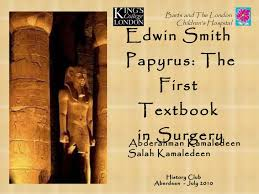 KING'S
College
LONDON
Barts and The London
Children's Hospital
Edwin Smith
Papyrus: The
First
Textbook
in Surgery
Abderahman Kamaledeen
Salah Kamaledeen
History Club
Aberdeen - July 2010